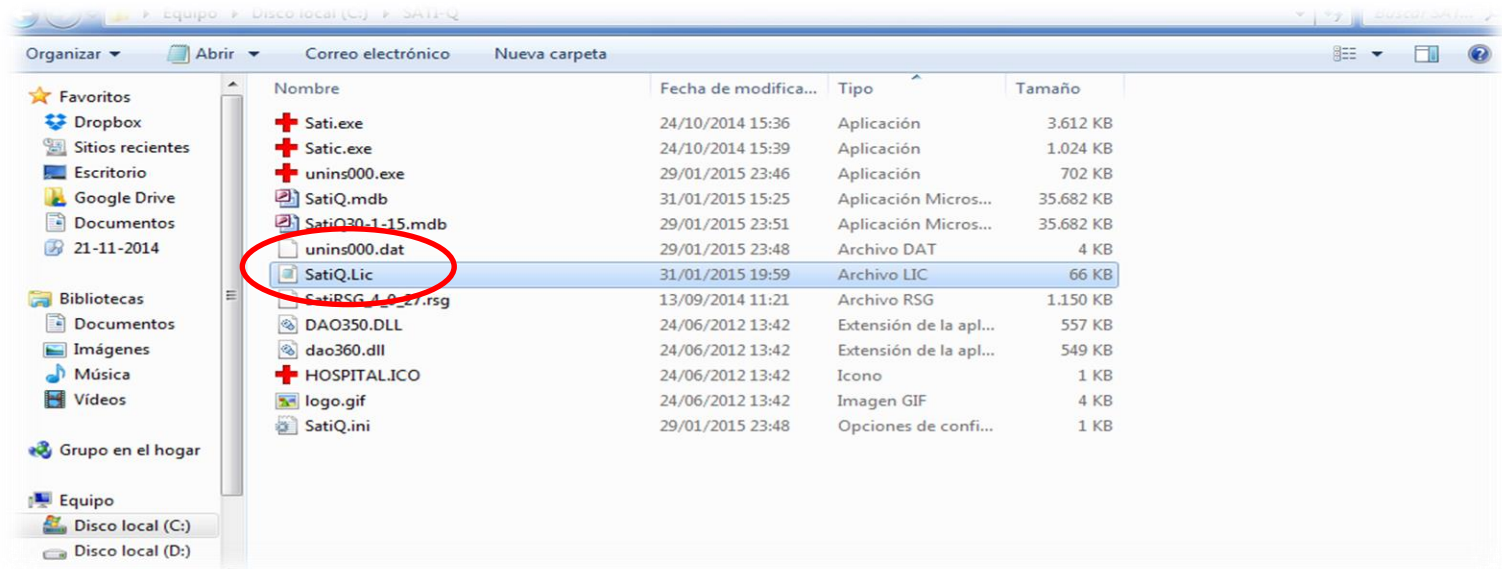 Equipo ▸ Disco local (C:) ▸ SATI-Q
Organizar Abrir Correo electrónico Nueva carpeta
Favoritos
Dropbox
Sitios recientes
Escritorio
Google Drive
Documentos
21-11-2014
Bibliotecas
Documentos
Imágenes
Música
Vídeos
Grupo en el hogar
Equipo
Disco local (C:)
Disco local (D:)
Nombre Fecha de modifica... Tipo Tamaño
Sati.exe 24/10/2014 15:36 Aplicación 3.612 KB
Satic.exe 24/10/2014 15:39 Aplicación 1.024 KB
unins000.exe 29/01/2015 23:46 Aplicación 702 KB
SatiQ.mdb 31/01/2015 15:25 Aplicación Micros... 35.682 KB
SatiQ30-1-15.mdb 29/01/2015 23:51 Aplicación Micros... 35.682 KB
unins000.dat 29/01/2015 23:48 Archivo DAT 4 KB
SatiQ.Lic 31/01/2015 19:59 Archivo LIC 66 KB
SatiRSG_4_0_27.rsg 13/09/2014 11:21 Archivo RSG 1.150 KB
DAO350.DLL 24/06/2012 13:42 Extensión de la apl... 557 KB
dao360.dll 24/06/2012 13:42 Extensión de la apl... 549 KB
HOSPITAL.ICO 24/06/2012 13:42 Icono 1 KB
logo.gif 24/06/2012 13:42 Imagen GIF 4 KB
SatiQ.ini 29/01/2015 23:48 Opciones de confi... 1 KB